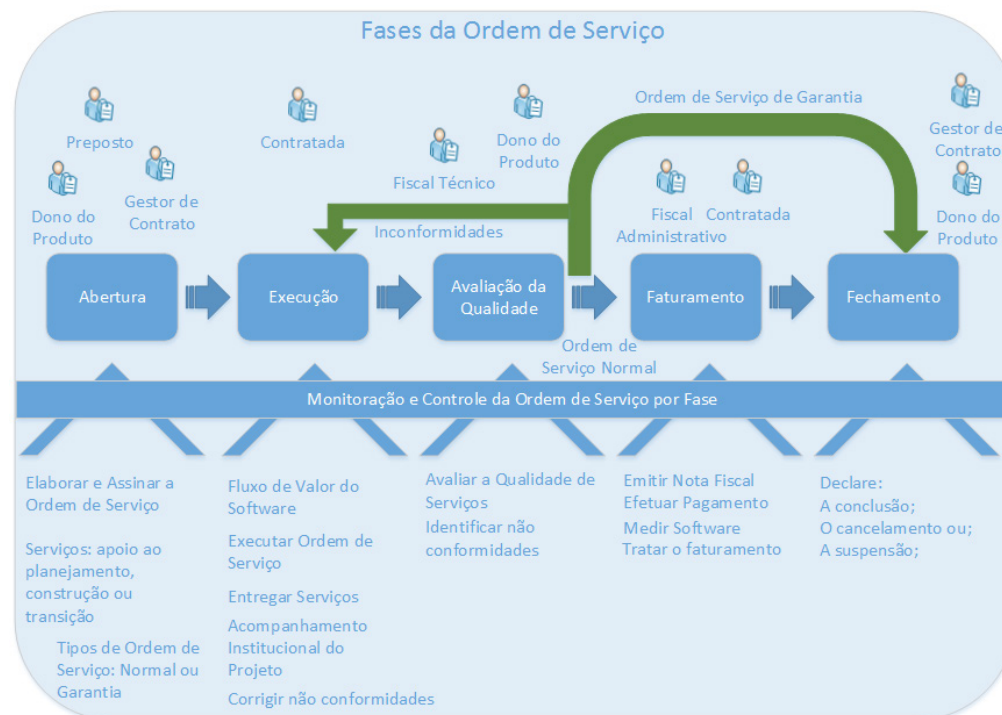 Fases da Ordem de Serviço
Preposto
Dono do
Produto
Gestor de
Contrato
Contratada
Fiscal Técnico
Dono do
Produto
Inconformidades
Ordem de Serviço de Garantia
Fiscal
Administrativo
Contratada
Gestor de
Contrato
Dono do
Produto
Abertura
Execução
Avaliação da
Qualidade
Faturamento
Fechamento
Ordem de
Serviço Normal
Monitoração e Controle da Ordem de Serviço por Fase
Elaborar e Assinar a
Ordem de Serviço
Serviços: apoio ao
planejamento,
construção ou
transição
Tipos de Ordem de
Serviço: Normal ou
Garantia
Fluxo de Valor do
Software
Executar Ordem de
Serviço
Entregar Serviços
Acompanhamento
Institucional do
Projeto
Corrigir não conformidades
Avaliar a Qualidade de
Serviços
Identificar não
conformidades
Emitir Nota Fiscal
Efetuar Pagamento
Medir Software
Tratar o faturamento
Declare:
A conclusão;
O cancelamento ou;
A suspensão;